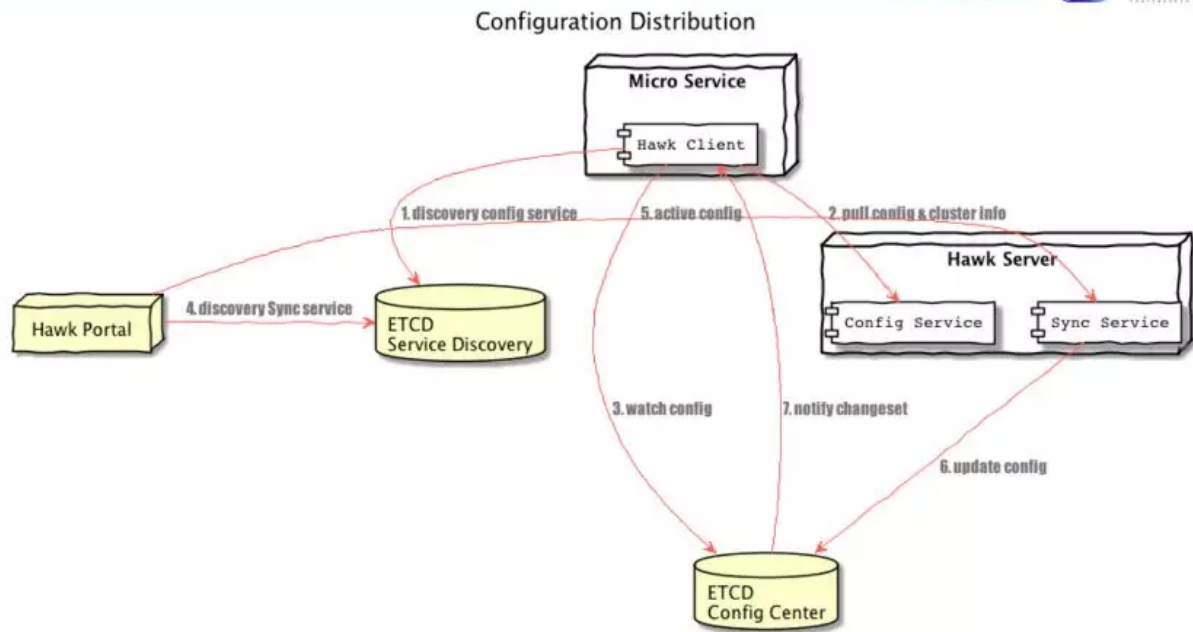 Configuration Distribution
Micro Service
Hawk Client
1. discovery config service
5. active config
2. pull config & cluster info
Hawk Server
Config Service
Sync Service
Hawk Portal
4. discovery Sync service
ETCD
Service Discovery
3. watch config
7. notify changeset
6. update config
ETCD
Config Center